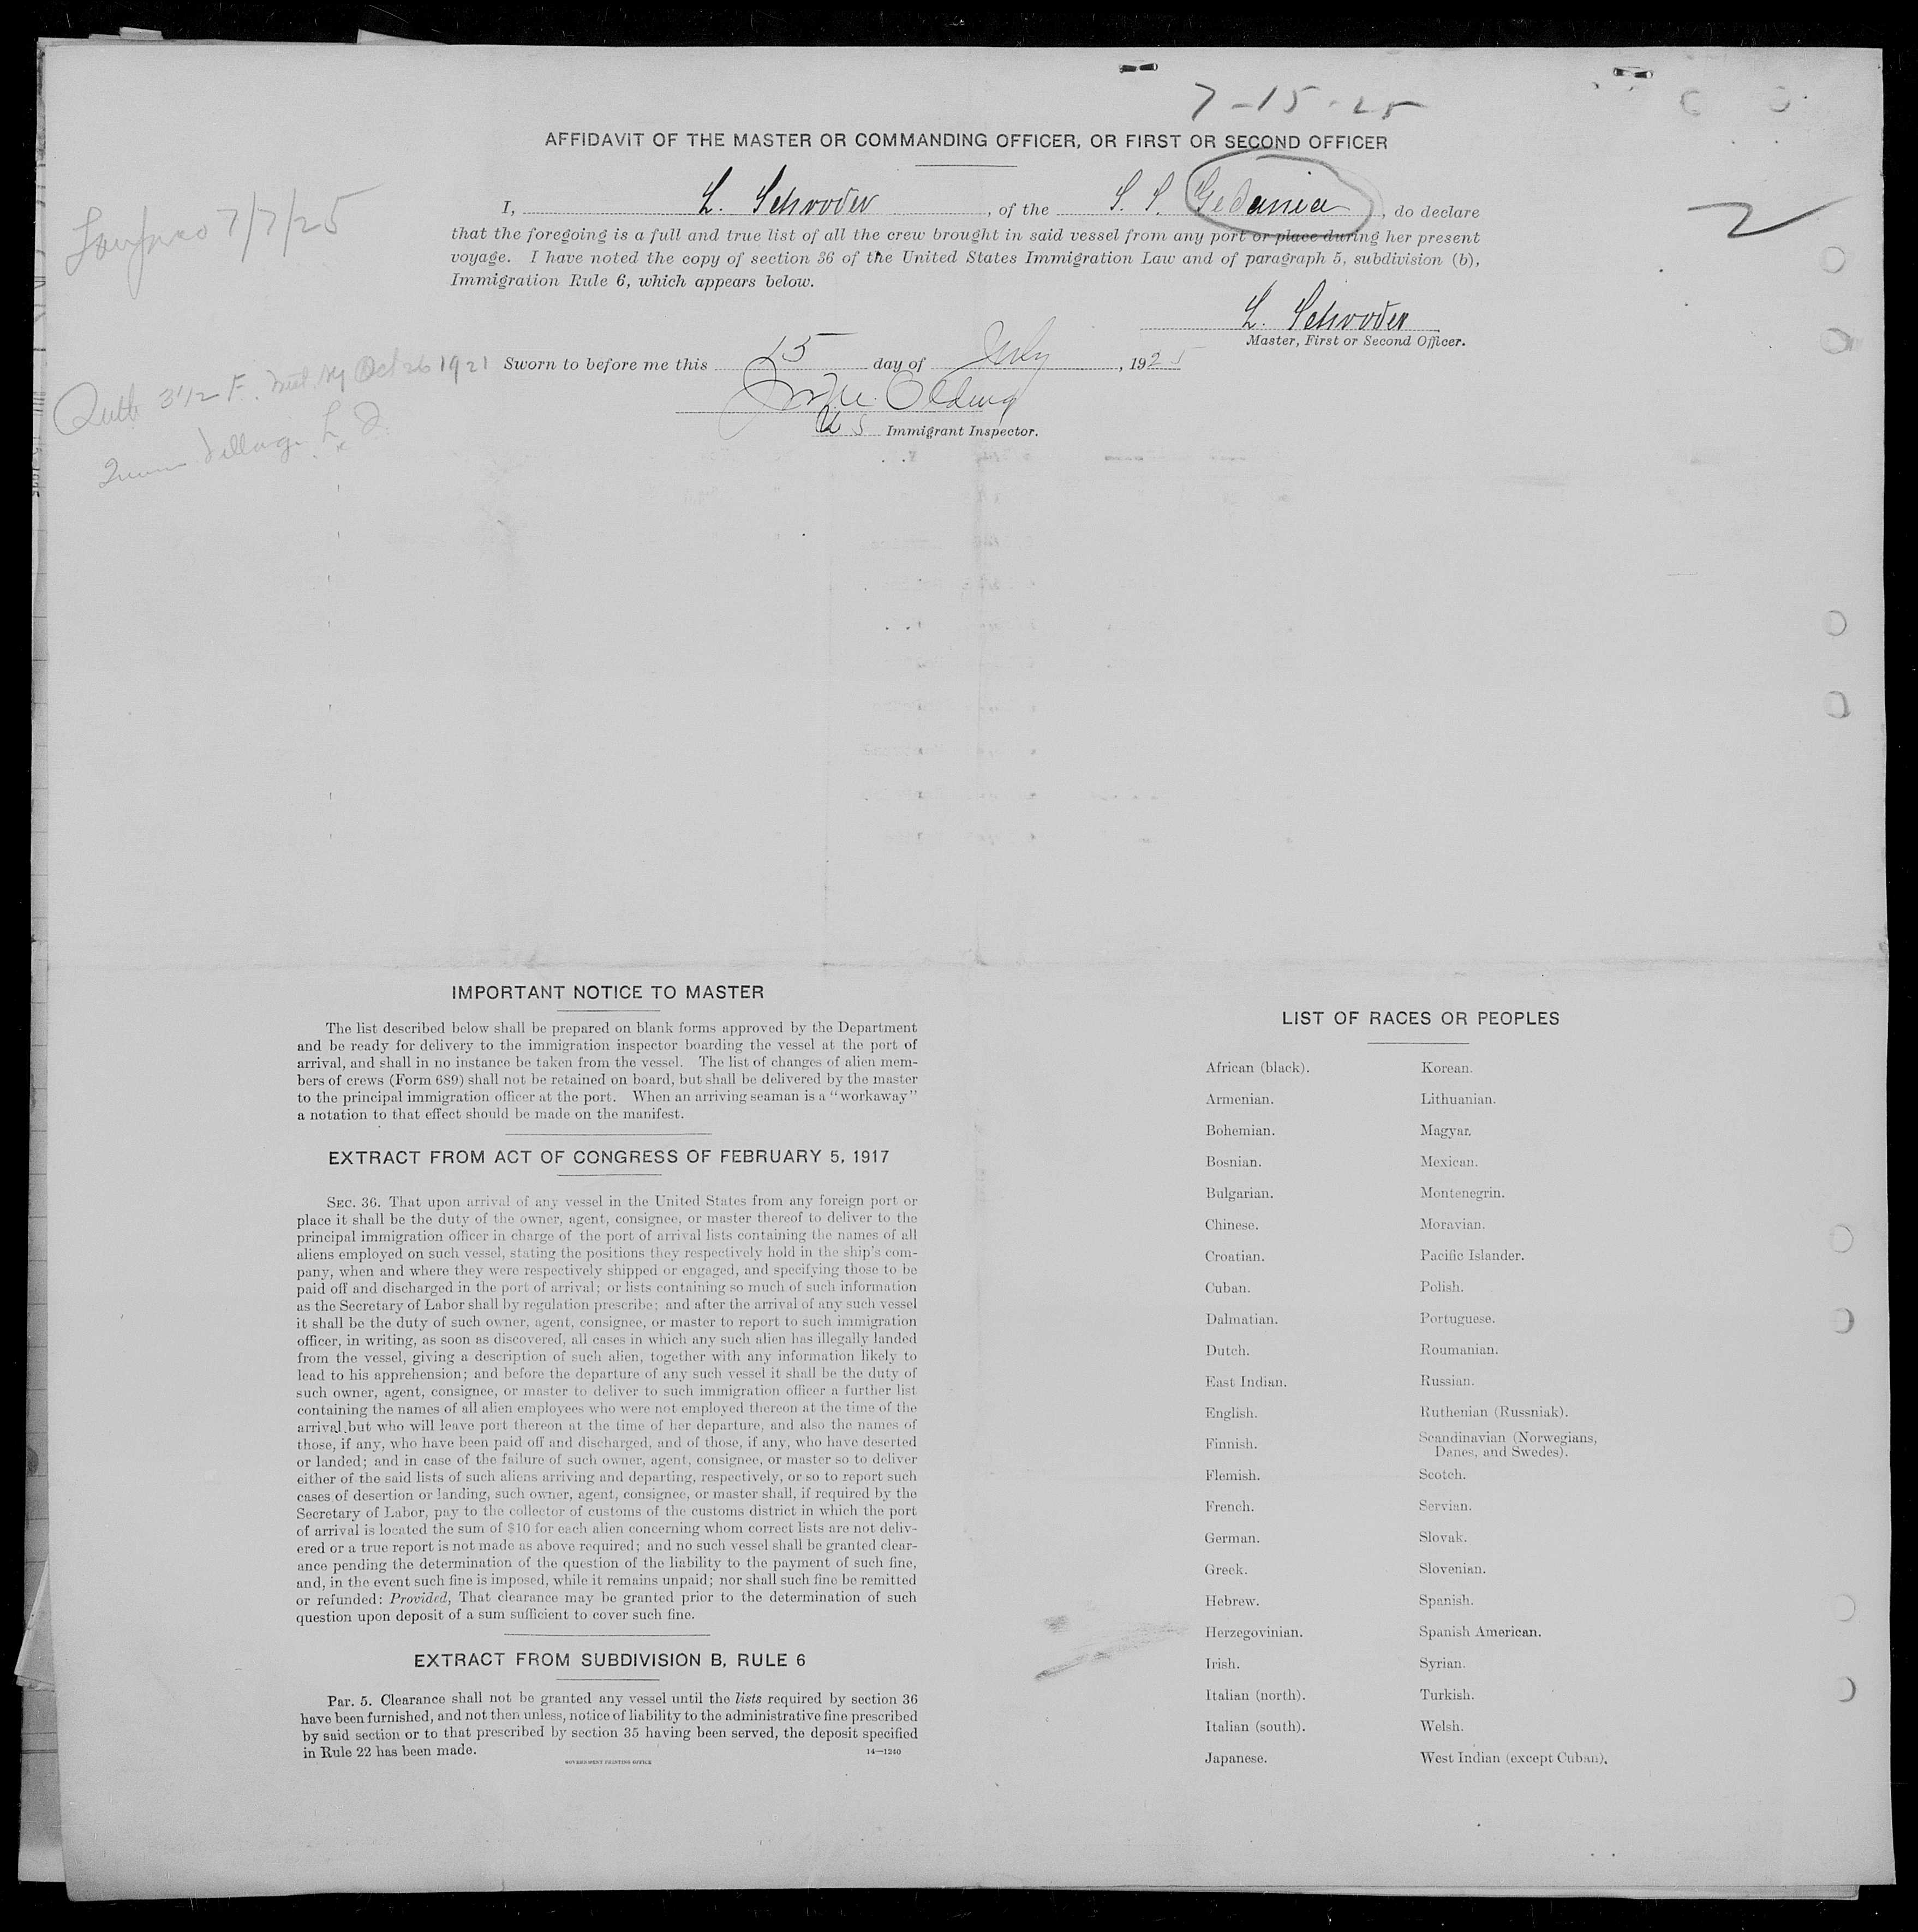 7-15-25
AFFIDAVIT OF THE MASTER OR COMMANDING OFFICER, OR FIRST OR SECOND OFFICER
I, L. Schroder, of the S. S. Gedania, do declare
that the foregoing is a full and true list of all the crew brought in said vessel from any port or place during her present
voyage. I have noted the copy of section 36 of the United States Immigration Law and of paragraph 5, subdivision (b),
Immigration Rule 6, which appears below.
7/7/25
L. Schroder
Master, First or Second Officer.
Sworn to before me this 15 day of July, 1925
U S Immigrant Inspector.
Oct 26 1921
Village L
IMPORTANT NOTICE TO MASTER
The list described below shall be prepared on blank forms approved by the Department
and be ready for delivery to the immigration inspector boarding the vessel at the port of
arrival, and shall in no instance be taken from the vessel. The list of changes of alien mem-
bers of crews (Form 689) shall not be retained on board, but shall be delivered by the master
to the principal immigration officer at the port. When an arriving seaman is a "workaway"
a notation to that effect should be made on the manifest.
EXTRACT FROM ACT OF CONGRESS OF FEBRUARY 5, 1917
SEC. 36. That upon arrival of any vessel in the United States from any foreign port or
place it shall be the duty of the owner, agent, consignee, or master thereof to deliver to the
principal immigration officer in charge of the port of arrival lists containing the names of all
aliens employed on such vessel, stating the positions they respectively hold in the ship's com-
pany, when and where they were respectively shipped or engaged, and specifying those to be
paid off and discharged in the port of arrival; or lists containing so much of such information
as the Secretary of Labor shall by regulation prescribe; and after the arrival of any such vessel
it shall be the duty of such owner, agent, consignee, or master to report to such immigration
officer, in writing, as soon as discovered, all cases in which any such alien has illegally landed
from the vessel, giving a description of such alien, together with any information likely to
lead to his apprehension; and before the departure of any such vessel it shall be the duty of
such owner, agent, consignee, or master to deliver to such immigration officer a further list
containing the names of all alien employees who were not employed thereon at the time of the
arrival but who will leave port thereon at the time of her departure, and also the names of
those, if any, who have been paid off and discharged, and of those, if any, who have deserted
or landed; and in case of the failure of such owner, agent, consignee, or master so to deliver
either of the said lists of such aliens arriving and departing, respectively, or so to report such
cases of desertion or landing, such owner, agent, consignee, or master shall, if required by the
Secretary of Labor, pay to the collector of customs of the customs district in which the port
of arrival is located the sum of $10 for each alien concerning whom correct lists are not deliv-
ered or a true report is not made as above required; and no such vessel shall be granted clear-
ance pending the determination of the question of the liability to the payment of such fine,
and, in the event such fine is imposed, while it remains unpaid; nor shall such fine be remitted
or refunded: Provided, That clearance may be granted prior to the determination of such
question upon deposit of a sum sufficient to cover such fine.
EXTRACT FROM SUBDIVISION B, RULE 6
Par. 5. Clearance shall not be granted any vessel until the lists required by section 36
have been furnished, and not then unless, notice of liability to the administrative fine prescribed
by said section or to that prescribed by section 35 having been served, the deposit specified
in Rule 22 has been made.
14—1240
GOVERNMENT PRINTING OFFICE
LIST OF RACES OR PEOPLES
African (black). Korean.
Armenian. Lithuanian.
Bohemian. Magyar.
Bosnian. Mexican.
Bulgarian. Montenegrin.
Chinese. Moravian.
Croatian. Pacific Islander.
Cuban. Polish.
Dalmatian. Portuguese.
Dutch. Roumanian.
East Indian. Russian.
English. Ruthenian (Russniak).
Finnish. Scandinavian (Norwegians,
Danes, and Swedes).
Flemish. Scotch.
French. Servian.
German. Slovak.
Greek. Slovenian.
Hebrew. Spanish.
Herzegovinian. Spanish American.
Irish. Syrian.
Italian (north). Turkish.
Italian (south). Welsh.
Japanese. West Indian (except Cuban).